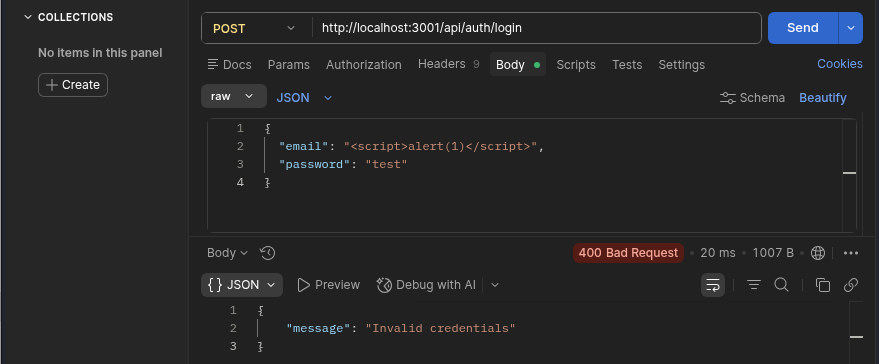 COLLECTIONS
No items in this panel
+ Create
POST http://localhost:3001/api/auth/login Send
Docs Params Authorization Headers 9 Body Scripts Tests Settings Cookies
raw JSON Schema Beautify
1 {
2 "email": "<script>alert(1)</script>",
3 "password": "test"
4 }
Body 400 Bad Request • 20 ms • 1007 B
{} JSON Preview Debug with AI
1 {
2 "message": "Invalid credentials"
3 }